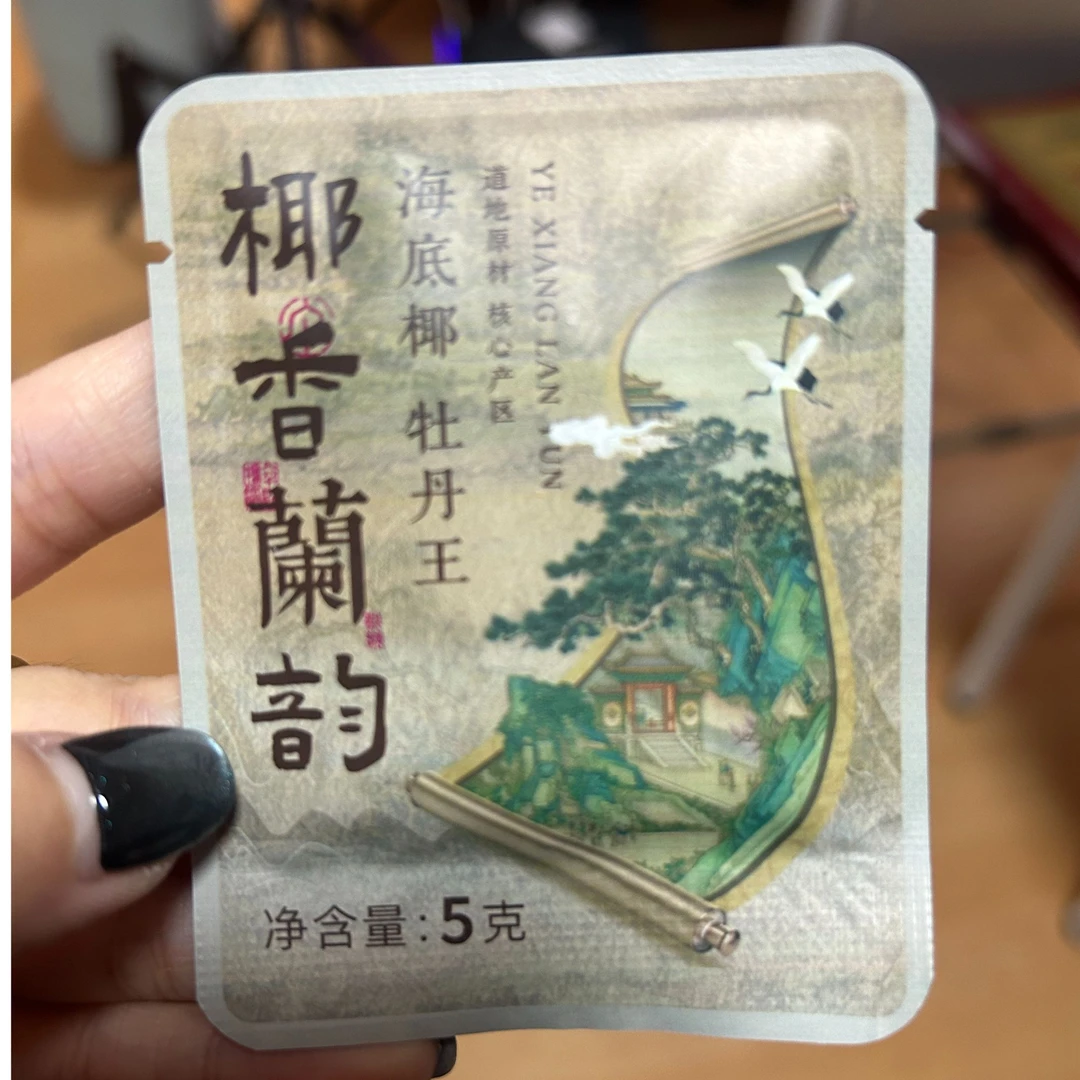 椰香蘭韵
海底椰 牡丹王
道地原材 核心产区
YE XIANG LAN YUN
净含量:5克